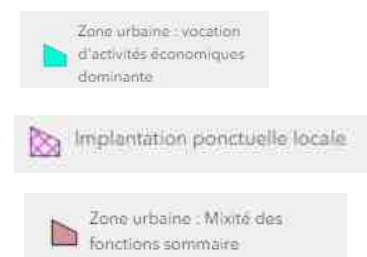 Zone urbaine : vocation
d'activités économiques
dominante
Implantation ponctuelle locale
Zone urbaine : Mixité des
fonctions sommaire